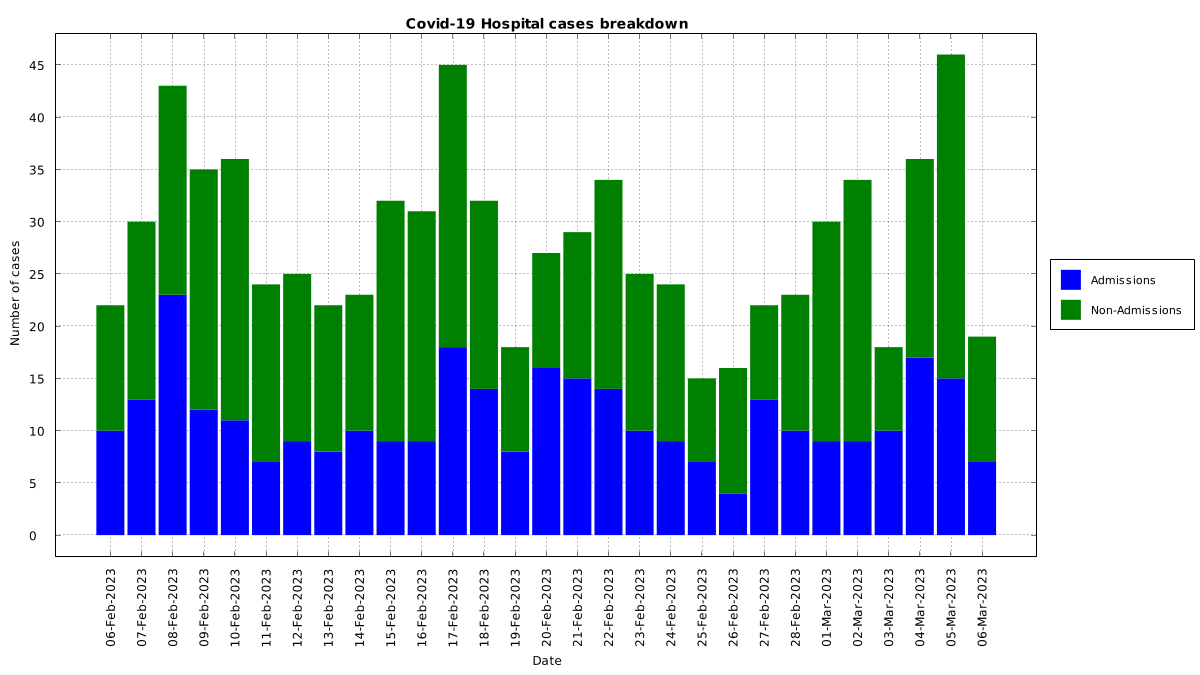 Covid-19 Hospital cases breakdown
45
40
35
30
25
20
15
10
5
0
Number of cases
06-Feb-2023
07-Feb-2023
08-Feb-2023
09-Feb-2023
10-Feb-2023
11-Feb-2023
12-Feb-2023
13-Feb-2023
14-Feb-2023
15-Feb-2023
16-Feb-2023
17-Feb-2023
18-Feb-2023
19-Feb-2023
20-Feb-2023
21-Feb-2023
22-Feb-2023
23-Feb-2023
24-Feb-2023
25-Feb-2023
26-Feb-2023
27-Feb-2023
28-Feb-2023
01-Mar-2023
02-Mar-2023
03-Mar-2023
04-Mar-2023
05-Mar-2023
06-Mar-2023
Date
Admissions
Non-Admissions